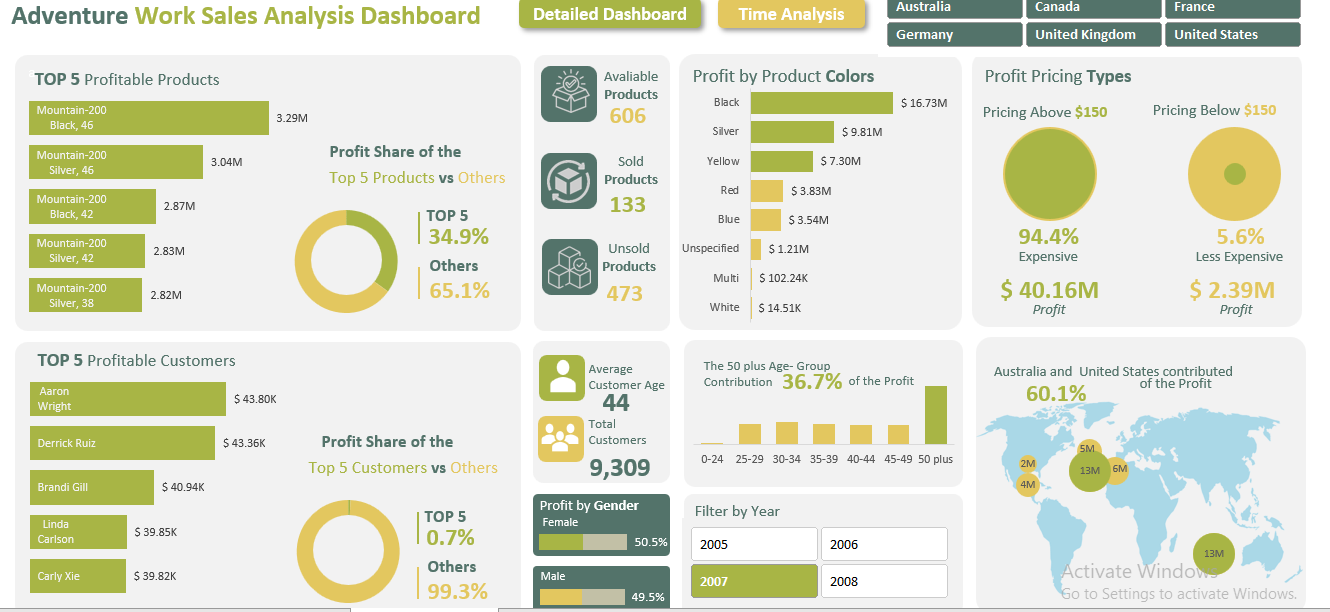 Adventure Work Sales Analysis Dashboard
Detailed Dashboard
Time Analysis
Australia
Canada
France
Germany
United Kingdom
United States
TOP 5 Profitable Products
Mountain-200
Black, 46
3.29M
Mountain-200
Silver, 46
3.04M
Mountain-200
Black, 42
2.87M
Mountain-200
Silver, 42
2.83M
Mountain-200
Silver, 38
2.82M
Profit Share of the
Top 5 Products vs Others
TOP 5
34.9%
Others
65.1%
Avaliable
Products
606
Sold
Products
133
Unsold
Products
473
Profit by Product Colors
Black
$ 16.73M
Silver
$ 9.81M
Yellow
$ 7.30M
Red
$ 3.83M
Blue
$ 3.54M
Unspecified
$ 1.21M
Multi
$ 102.24K
White
$ 14.51K
Profit Pricing Types
Pricing Above $150
94.4%
Expensive
$ 40.16M
Profit
Pricing Below $150
5.6%
Less Expensive
$ 2.39M
Profit
TOP 5 Profitable Customers
Aaron
Wright
$ 43.80K
Derrick Ruiz
$ 43.36K
Brandi Gill
$ 40.94K
Linda
Carlson
$ 39.85K
Carly Xie
$ 39.82K
Profit Share of the
Top 5 Customers vs Others
TOP 5
0.7%
Others
99.3%
Average
Customer Age
44
Total
Customers
9,309
Profit by Gender
Female
50.5%
Male
49.5%
The 50 plus Age- Group
Contribution 36.7% of the Profit
0-24 25-29 30-34 35-39 40-44 45-49 50 plus
Filter by Year
2005
2006
2007
2008
Australia and United States contributed
60.1% of the Profit
5M
2M
13M
6M
4M
13M
Activate Windows
Go to Settings to activate Windows.